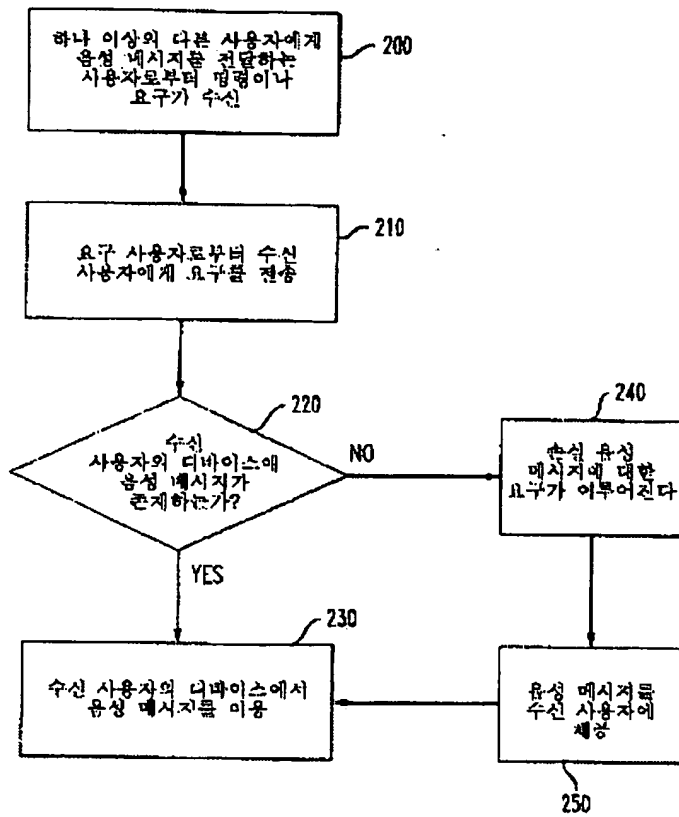 하나 이상의 다른 사용자에게
음성 메시지를 전달하는
사용자로부터 명령이나
요구가 수신
200
요구 사용자로부터 수신
사용자에게 요구를 전송
210
수신
사용자의 디바이스에
음성 메시지가
존재하는가?
220
NO
YES
240
손실 음성
메시지에 대한
요구가 이루어진다
230
수신 사용자의 디바이스에서
음성 메시지를 이용
음성 메시지를
수신 사용자에
제공
250